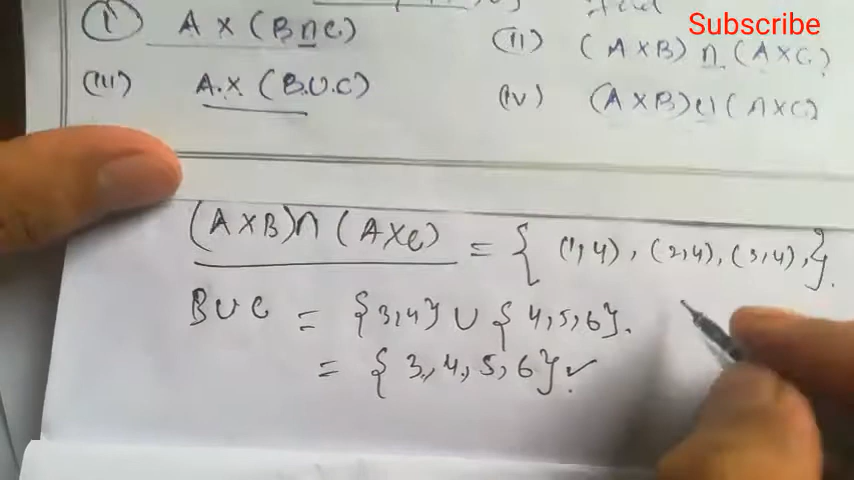 Subscribe
(i) A × (B ∩ C)
(ii) (A×B) ∩ (A×C)
(iii) A × (B ∪ C)
(iv) (A×B) ∪ (A×C)
(A×B) ∩ (A×C) = { (1,4), (2,4), (3,4), }.
B ∪ C = {3,4} ∪ { 4,5,6}.
= { 3, 4, 5, 6} ✓